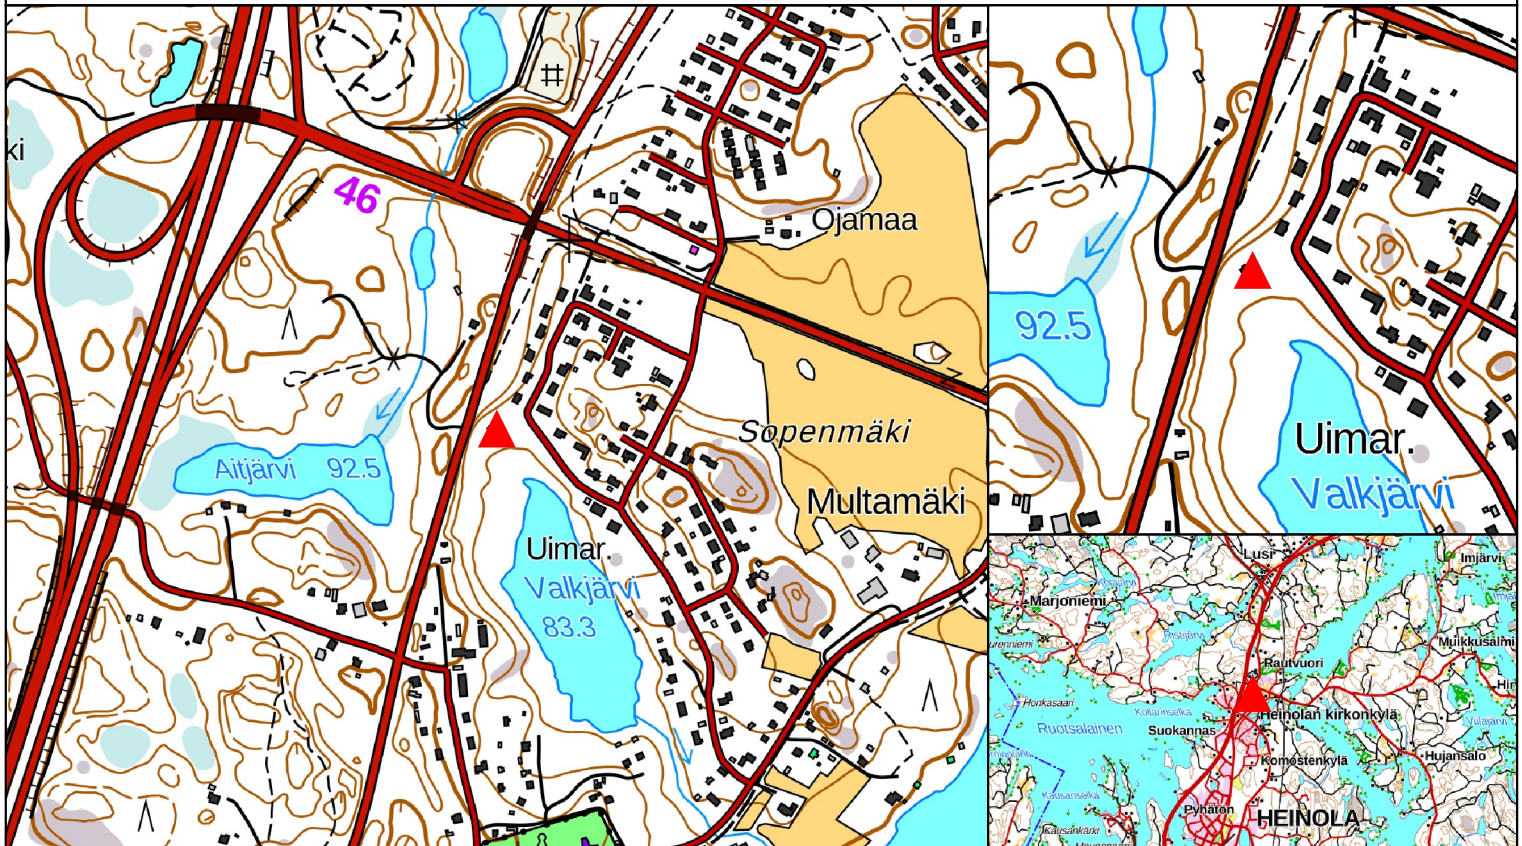 ki
46
Ojamaa
Sopenmäki
Multamäki
Aitjärvi 92.5
Uimar.
Valkjärvi
83.3
92.5
Uimar.
Valkjärvi
Lusi
Imjärvi
Marjoniemi
Muikkusalmi
Rautvuori
urenniemi
Honkasaari
Heinolan kirkonkylä
Ruotsalainen
Suokannas
Hujansalo
Komostenkylä
Pyhätön
HEINOLA